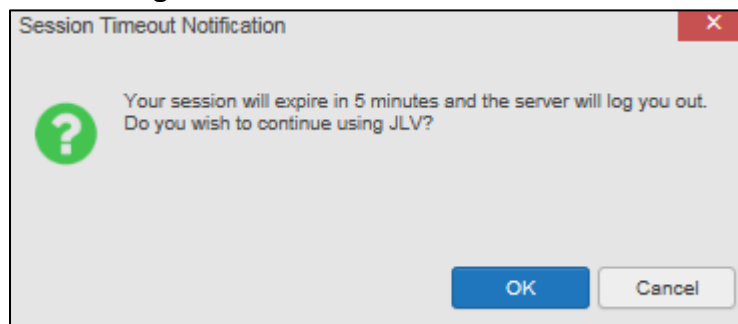 Session Timeout Notification
Your session will expire in 5 minutes and the server will log you out.
Do you wish to continue using JLV?
OK
Cancel